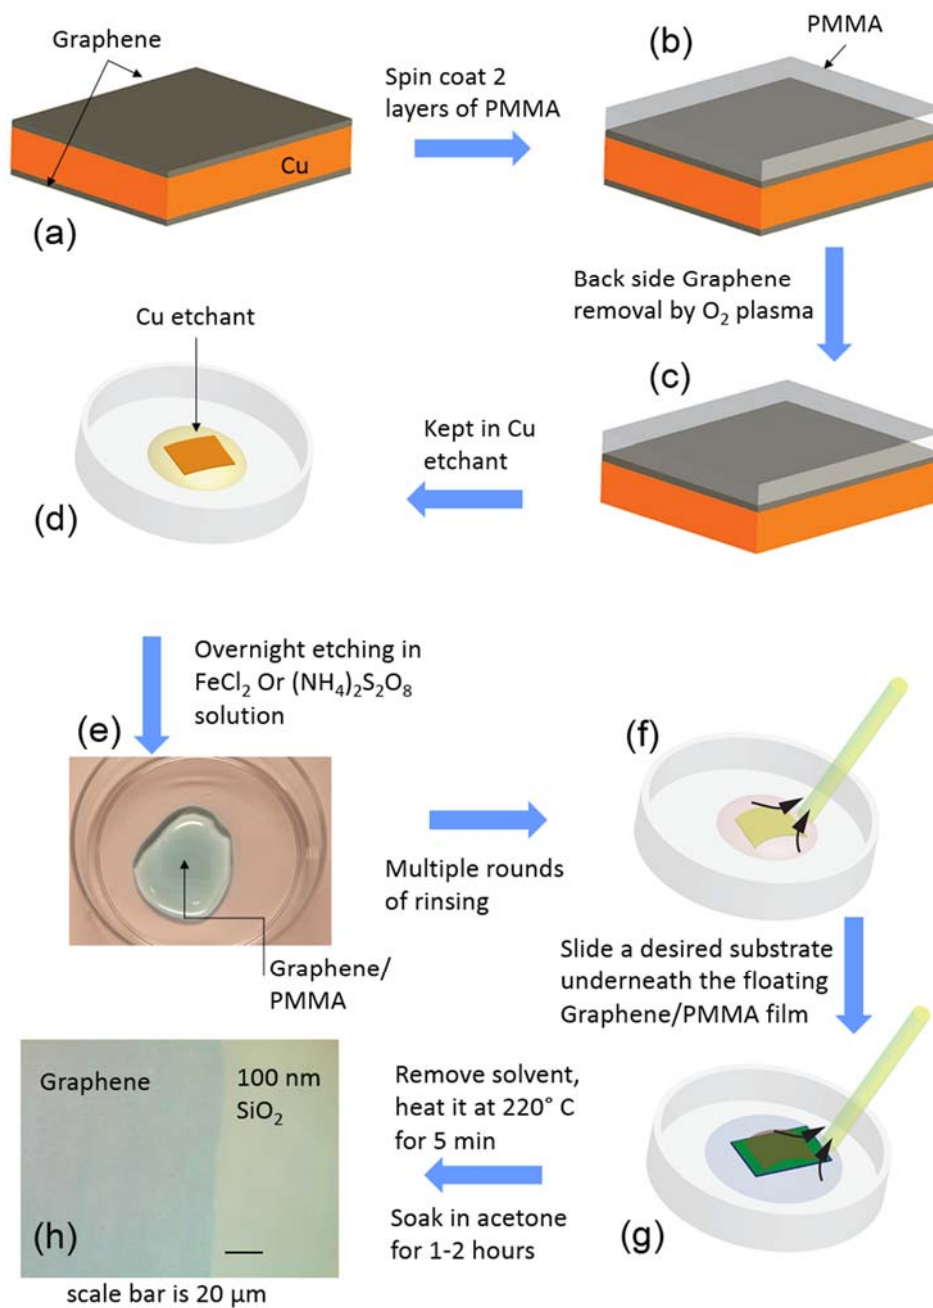 Graphene
Cu
(a)
Spin coat 2
layers of PMMA
(b)
PMMA
Back side Graphene
removal by O₂ plasma
(c)
Kept in Cu
etchant
Cu etchant
(d)
Overnight etching in
FeCl₂ Or (NH₄)₂S₂O₈
solution
(e)
Graphene/
PMMA
Multiple rounds
of rinsing
(f)
Slide a desired substrate
underneath the floating
Graphene/PMMA film
(g)
Remove solvent,
heat it at 220° C
for 5 min
Soak in acetone
for 1-2 hours
Graphene
100 nm
SiO₂
(h)
scale bar is 20 µm